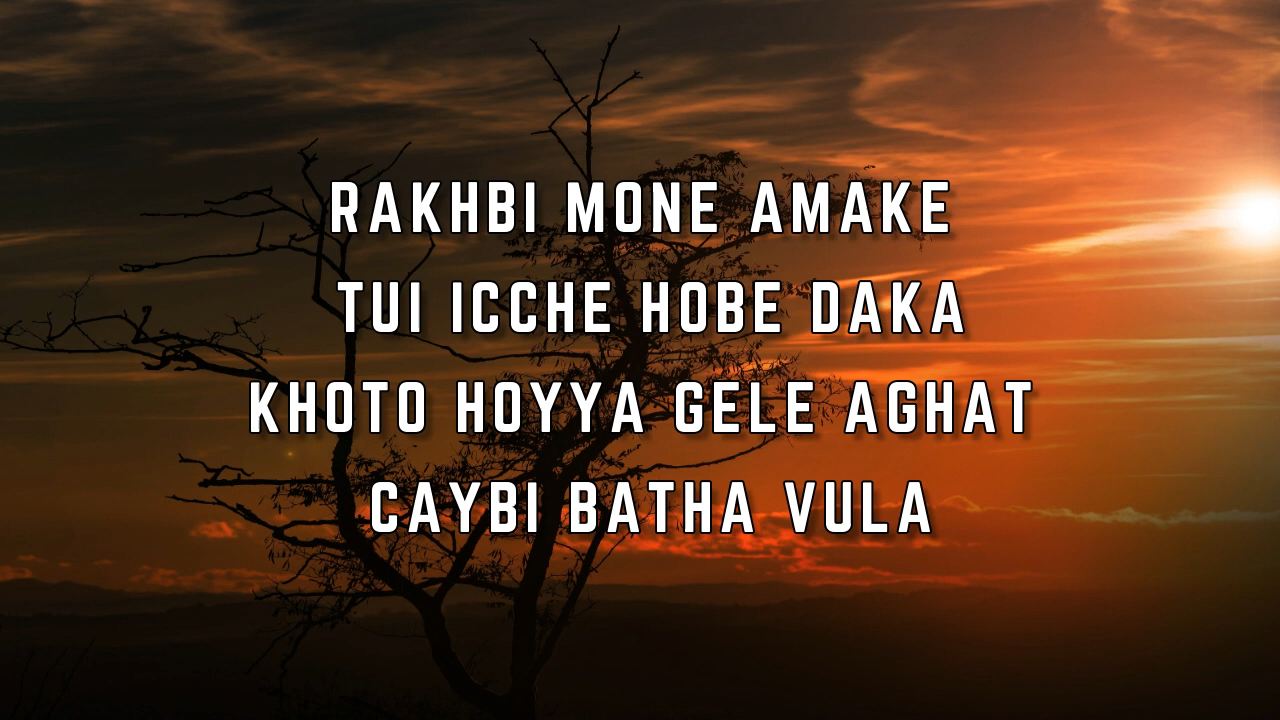 RAKHBI MONE AMAKE
TUI ICCHE HOBE DAKA
KHOTO HOYYA GELE AGHAT
CAYBI BATHA VULA